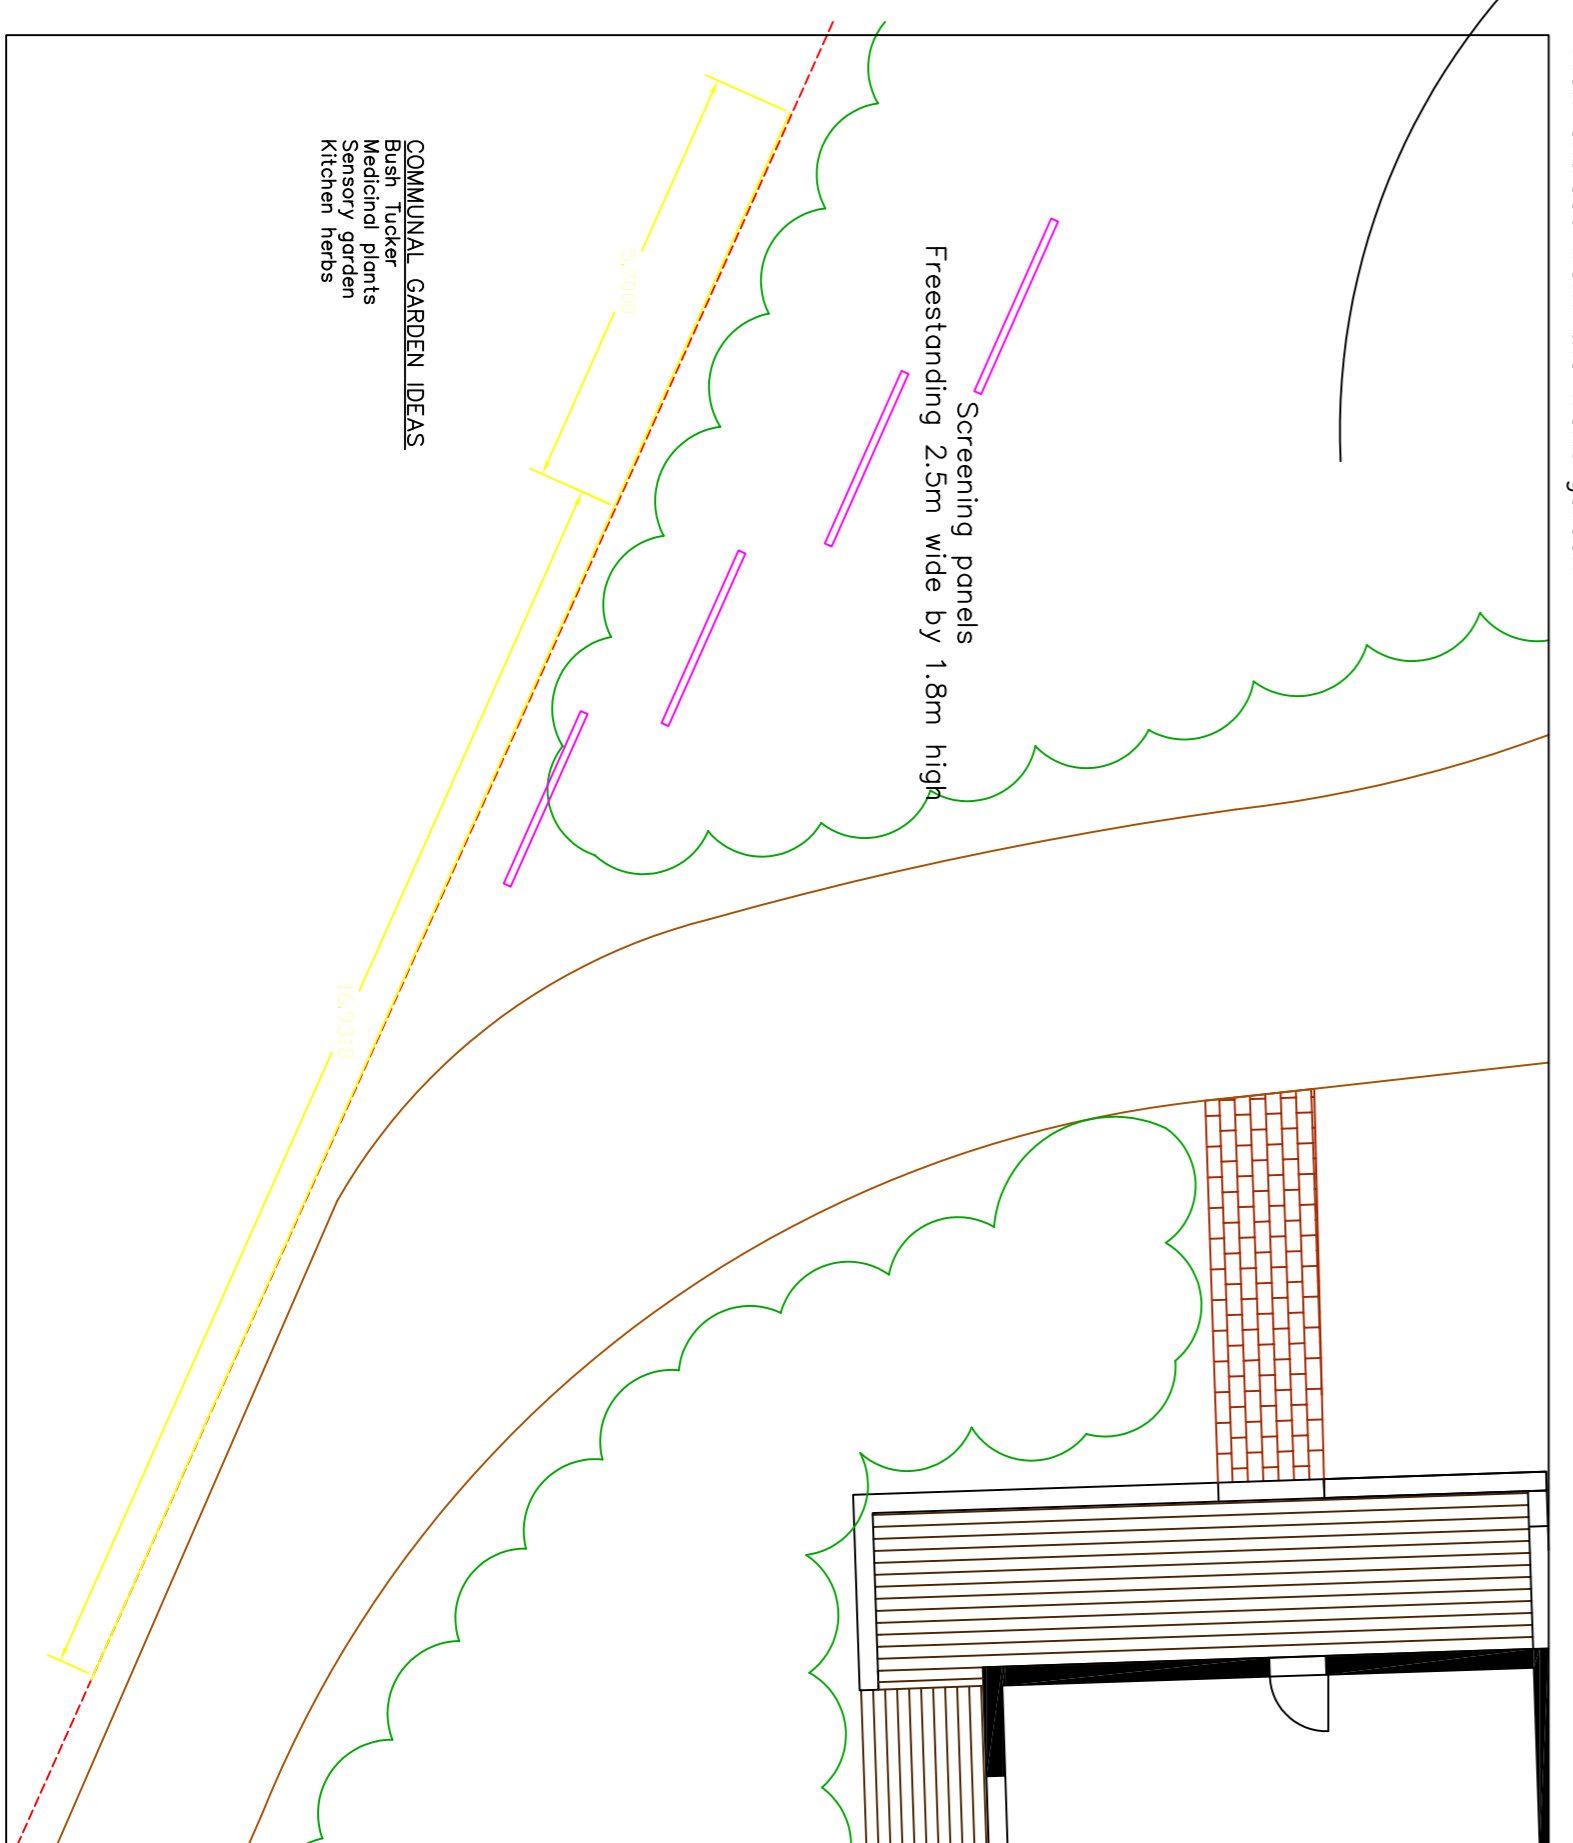 COMMUNAL GARDEN IDEAS
Bush Tucker
Medicinal plants
Sensory garden
Kitchen herbs
Screening panels
Freestanding 2.5m wide by 1.8m high